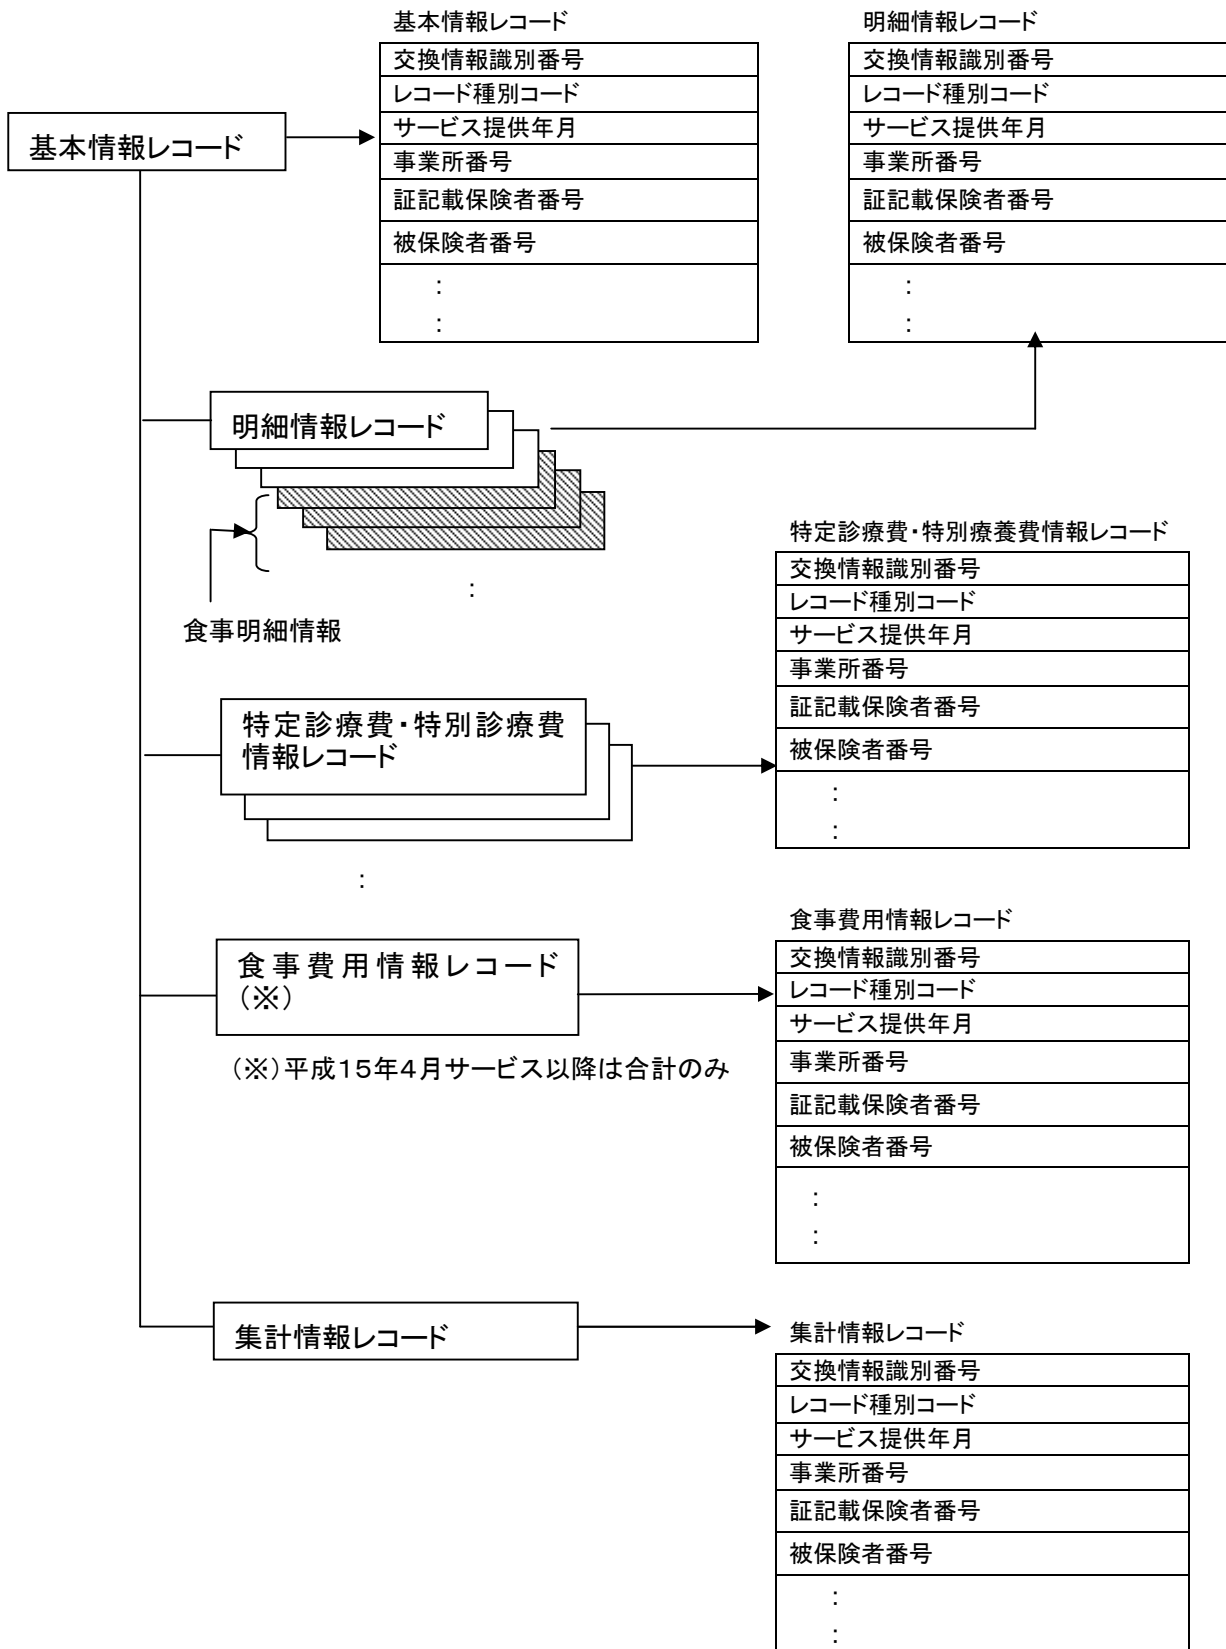 基本情報レコード
交換情報識別番号
レコード種別コード
サービス提供年月
事業所番号
証記載保険者番号
被保険者番号
:
:
明細情報レコード
交換情報識別番号
レコード種別コード
サービス提供年月
事業所番号
証記載保険者番号
被保険者番号
:
:
基本情報レコード
明細情報レコード
:
食事明細情報
特定診療費・特別療養費情報レコード
交換情報識別番号
レコード種別コード
サービス提供年月
事業所番号
証記載保険者番号
被保険者番号
:
:
特定診療費・特別診療費
情報レコード
:
食事費用情報レコード
交換情報識別番号
レコード種別コード
サービス提供年月
事業所番号
証記載保険者番号
被保険者番号
:
:
食事費用情報レコード
(※)
(※)平成15年4月サービス以降は合計のみ
集計情報レコード
集計情報レコード
交換情報識別番号
レコード種別コード
サービス提供年月
事業所番号
証記載保険者番号
被保険者番号
:
: